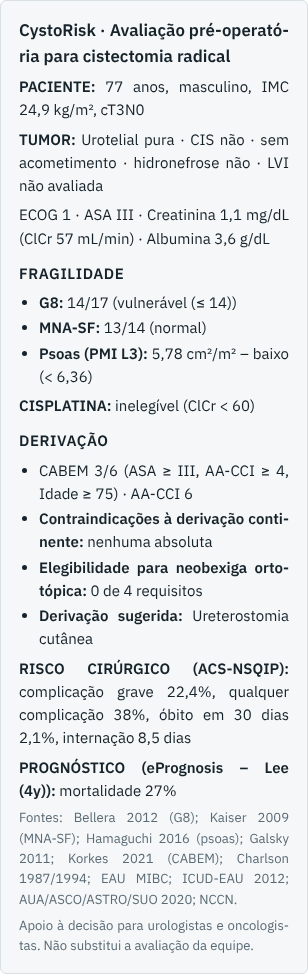 CystoRisk · Avaliação pré-operató-
ria para cistectomia radical
PACIENTE: 77 anos, masculino, IMC
24,9 kg/m², cT3N0
TUMOR: Urotelial pura · CIS não · sem
acometimento · hidronefrose não · LVI
não avaliada
ECOG 1 · ASA III · Creatinina 1,1 mg/dL
(ClCr 57 mL/min) · Albumina 3,6 g/dL
FRAGILIDADE
• G8: 14/17 (vulnerável (≤ 14))
• MNA-SF: 13/14 (normal)
• Psoas (PMI L3): 5,78 cm²/m² – baixo
(< 6,36)
CISPLATINA: inelegível (ClCr < 60)
DERIVAÇÃO
• CABEM 3/6 (ASA ≥ III, AA-CCI ≥ 4,
Idade ≥ 75) · AA-CCI 6
• Contraindicações à derivação conti-
nente: nenhuma absoluta
• Elegibilidade para neobexiga orto-
tópica: 0 de 4 requisitos
• Derivação sugerida: Ureterostomia
cutânea
RISCO CIRÚRGICO (ACS-NSQIP):
complicação grave 22,4%, qualquer
complicação 38%, óbito em 30 dias
2,1%, internação 8,5 dias
PROGNÓSTICO (ePrognosis – Lee
(4y)): mortalidade 27%
Fontes: Bellera 2012 (G8); Kaiser 2009
(MNA-SF); Hamaguchi 2016 (psoas); Galsky
2011; Korkes 2021 (CABEM); Charlson
1987/1994; EAU MIBC; ICUD-EAU 2012;
AUA/ASCO/ASTRO/SUO 2020; NCCN.
Apoio à decisão para urologistas e oncologis-
tas. Não substitui a avaliação da equipe.